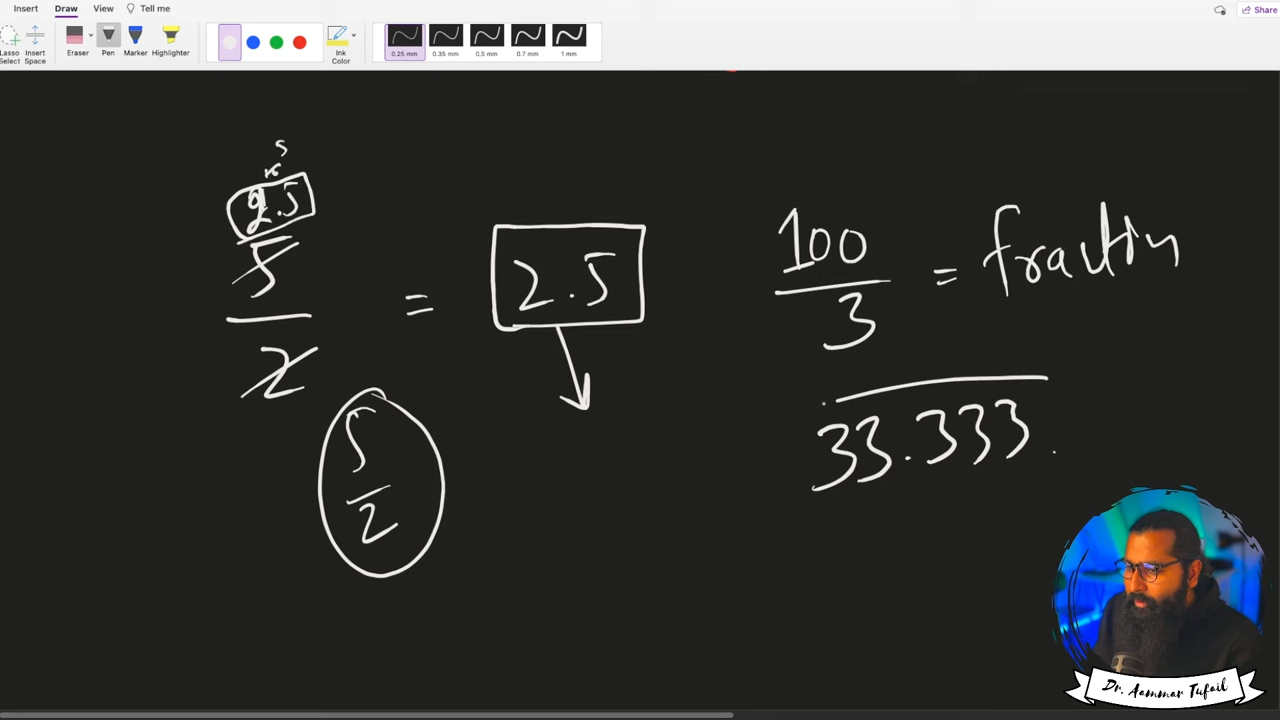 Insert Draw View Tell me Share
Lasso Select
Insert Space
Eraser
Pen
Marker
Highlighter
Ink Color
0.25 mm
0.35 mm
0.5 mm
0.7 mm
1 mm
5
2.5
5
2
= 2.5
5
2
100
3
= fraction
33.333.
Dr. Aammar Tufail